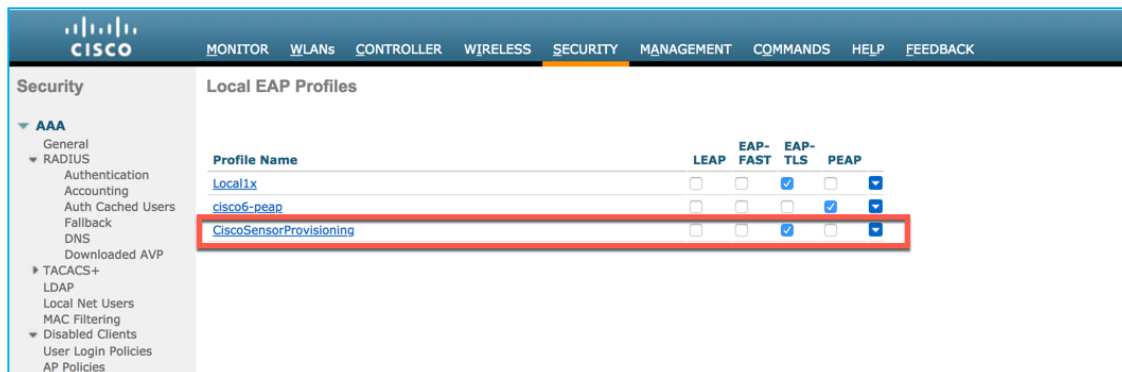 CISCO
MONITOR WLANs CONTROLLER WIRELESS SECURITY MANAGEMENT COMMANDS HELP FEEDBACK
Security
AAA
General
RADIUS
Authentication
Accounting
Auth Cached Users
Fallback
DNS
Downloaded AVP
TACACS+
LDAP
Local Net Users
MAC Filtering
Disabled Clients
User Login Policies
AP Policies
Local EAP Profiles
Profile Name LEAP EAP-FAST EAP-TLS PEAP
Local1x
cisco6-peap
CiscoSensorProvisioning